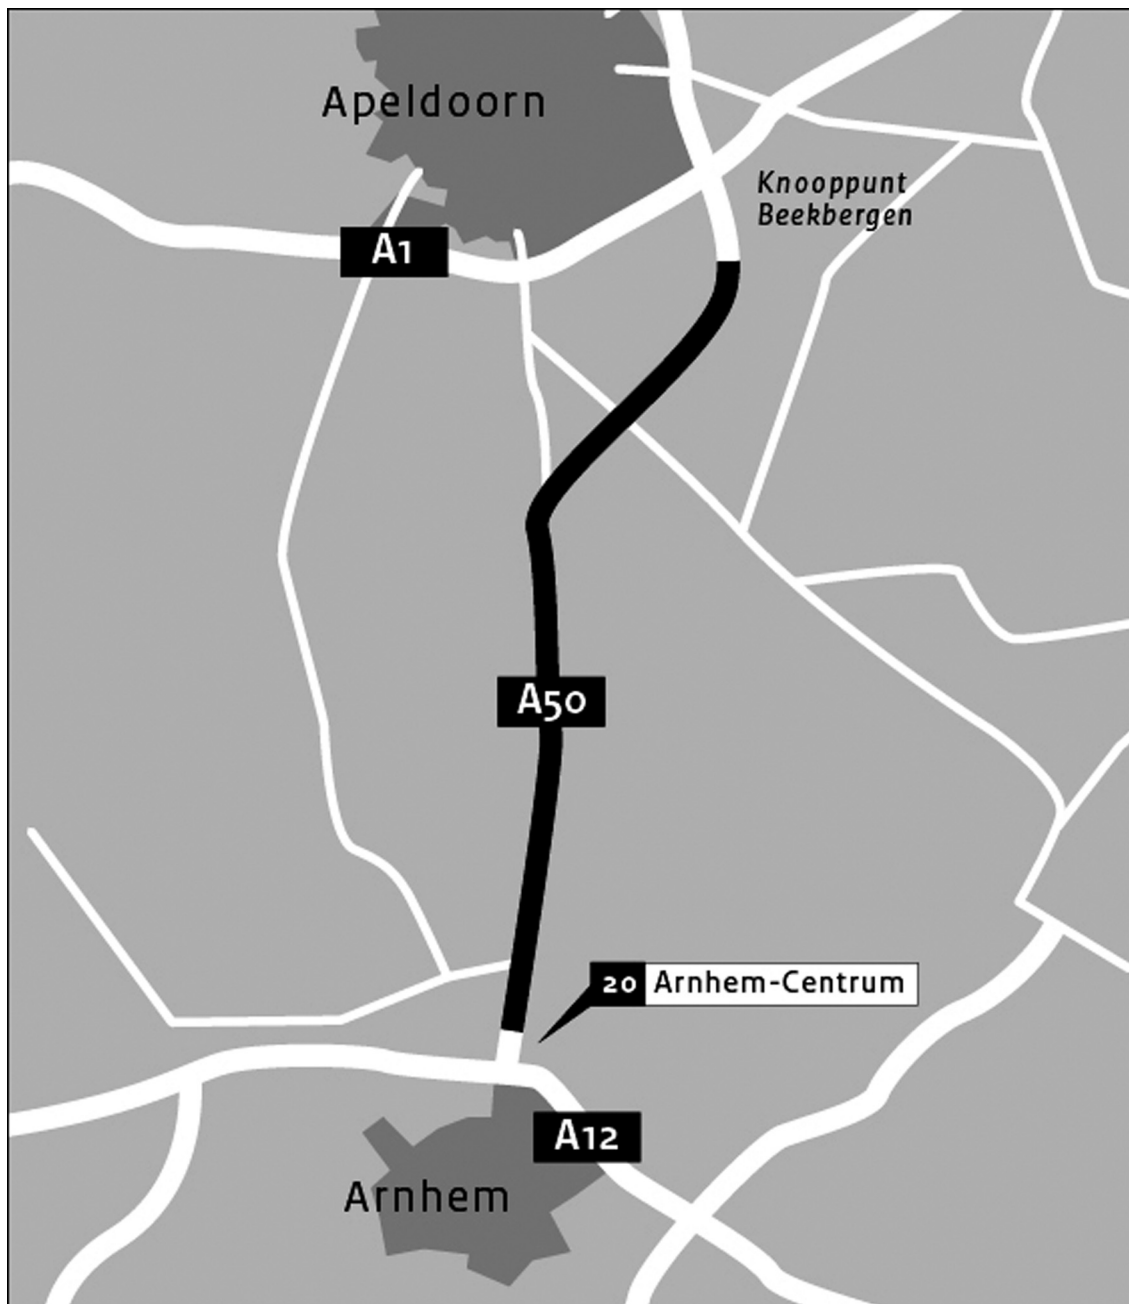 Apeldoorn
Knooppunt
Beekbergen
A1
A50
20 Arnhem-Centrum
A12
Arnhem